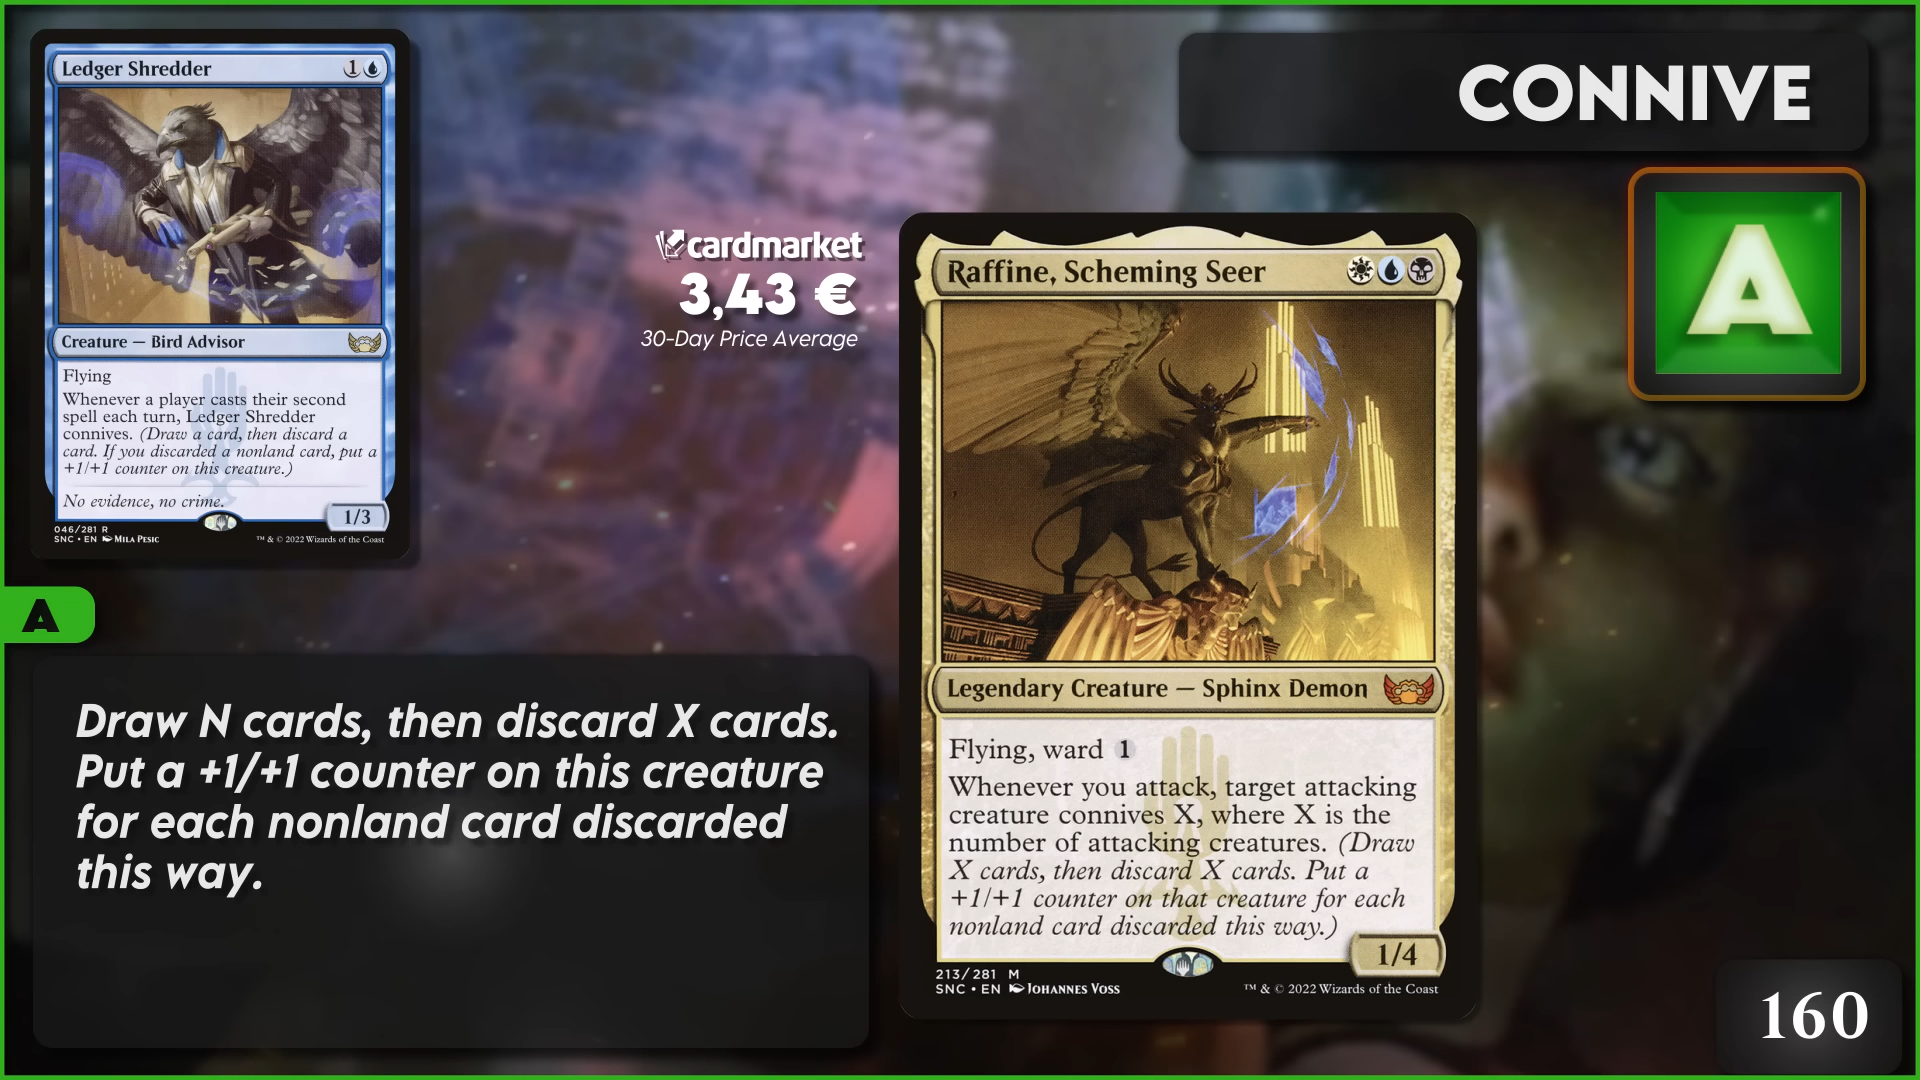 Ledger Shredder 1
Creature — Bird Advisor
Flying
Whenever a player casts their second
spell each turn, Ledger Shredder
connives. (Draw a card, then discard a
card. If you discarded a nonland card, put a
+1/+1 counter on this creature.)
No evidence, no crime.
1/3
046/281 R
SNC • EN MILA PESIC
™ & © 2022 Wizards of the Coast
CONNIVE
A
cardmarket
3,43 €
30-Day Price Average
Raffine, Scheming Seer
Legendary Creature — Sphinx Demon
Flying, ward 1
Whenever you attack, target attacking
creature connives X, where X is the
number of attacking creatures. (Draw
X cards, then discard X cards. Put a
+1/+1 counter on that creature for each
nonland card discarded this way.)
1/4
213/281 M
SNC • EN JOHANNES VOSS
™ & © 2022 Wizards of the Coast
A
Draw N cards, then discard X cards.
Put a +1/+1 counter on this creature
for each nonland card discarded
this way.
160